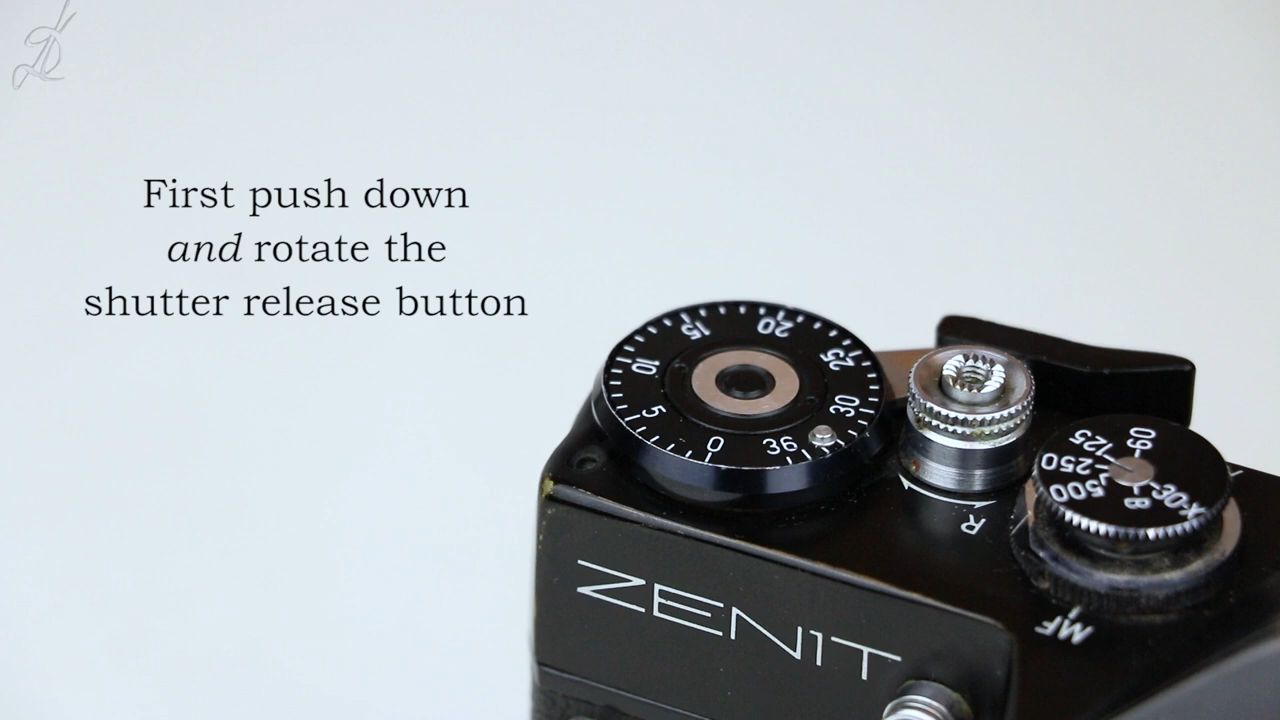 First push down
and rotate the
shutter release button
15
20
25
10
30
5
0
36
60
125
250
500
B
30-X
R
ZENIT
MF